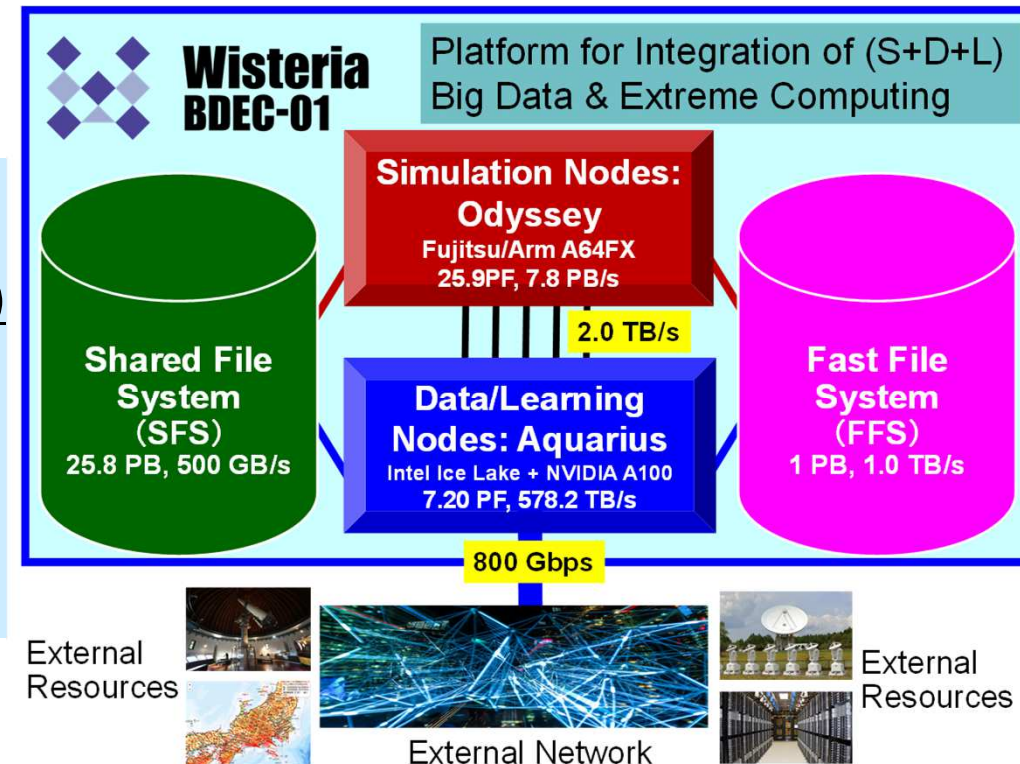 Wisteria
BDEC-01
Platform for Integration of (S+D+L)
Big Data & Extreme Computing
)
Simulation Nodes:
Odyssey
Fujitsu/Arm A64FX
25.9PF, 7.8 PB/s
2.0 TB/s
Shared File
System
(SFS)
25.8 PB, 500 GB/s
Data/Learning
Nodes: Aquarius
Intel Ice Lake + NVIDIA A100
7.20 PF, 578.2 TB/s
Fast File
System
(FFS)
1 PB, 1.0 TB/s
800 Gbps
External
Resources
External Network
External
Resources